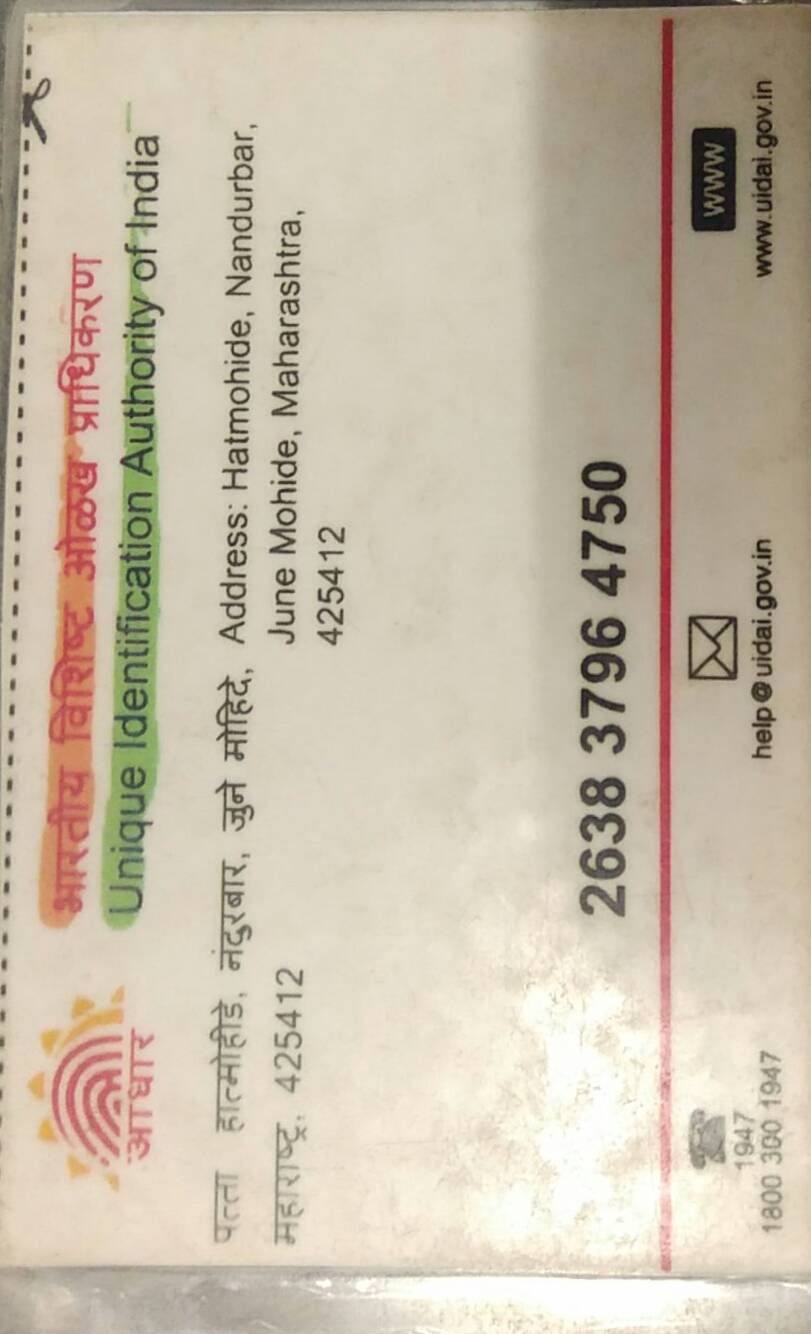 भारतीय विशिष्ट ओळख प्राधिकरण
Unique Identification Authority of India
आधार
पत्ता हात्मोहीडे, नंदुरबार, जुने मोहिदे,
महाराष्ट्र, 425412
Address: Hatmohide, Nandurbar,
June Mohide, Maharashtra,
425412
2638 3796 4750
1947
1800 300 1947
help@uidai.gov.in
WWW
www.uidai.gov.in